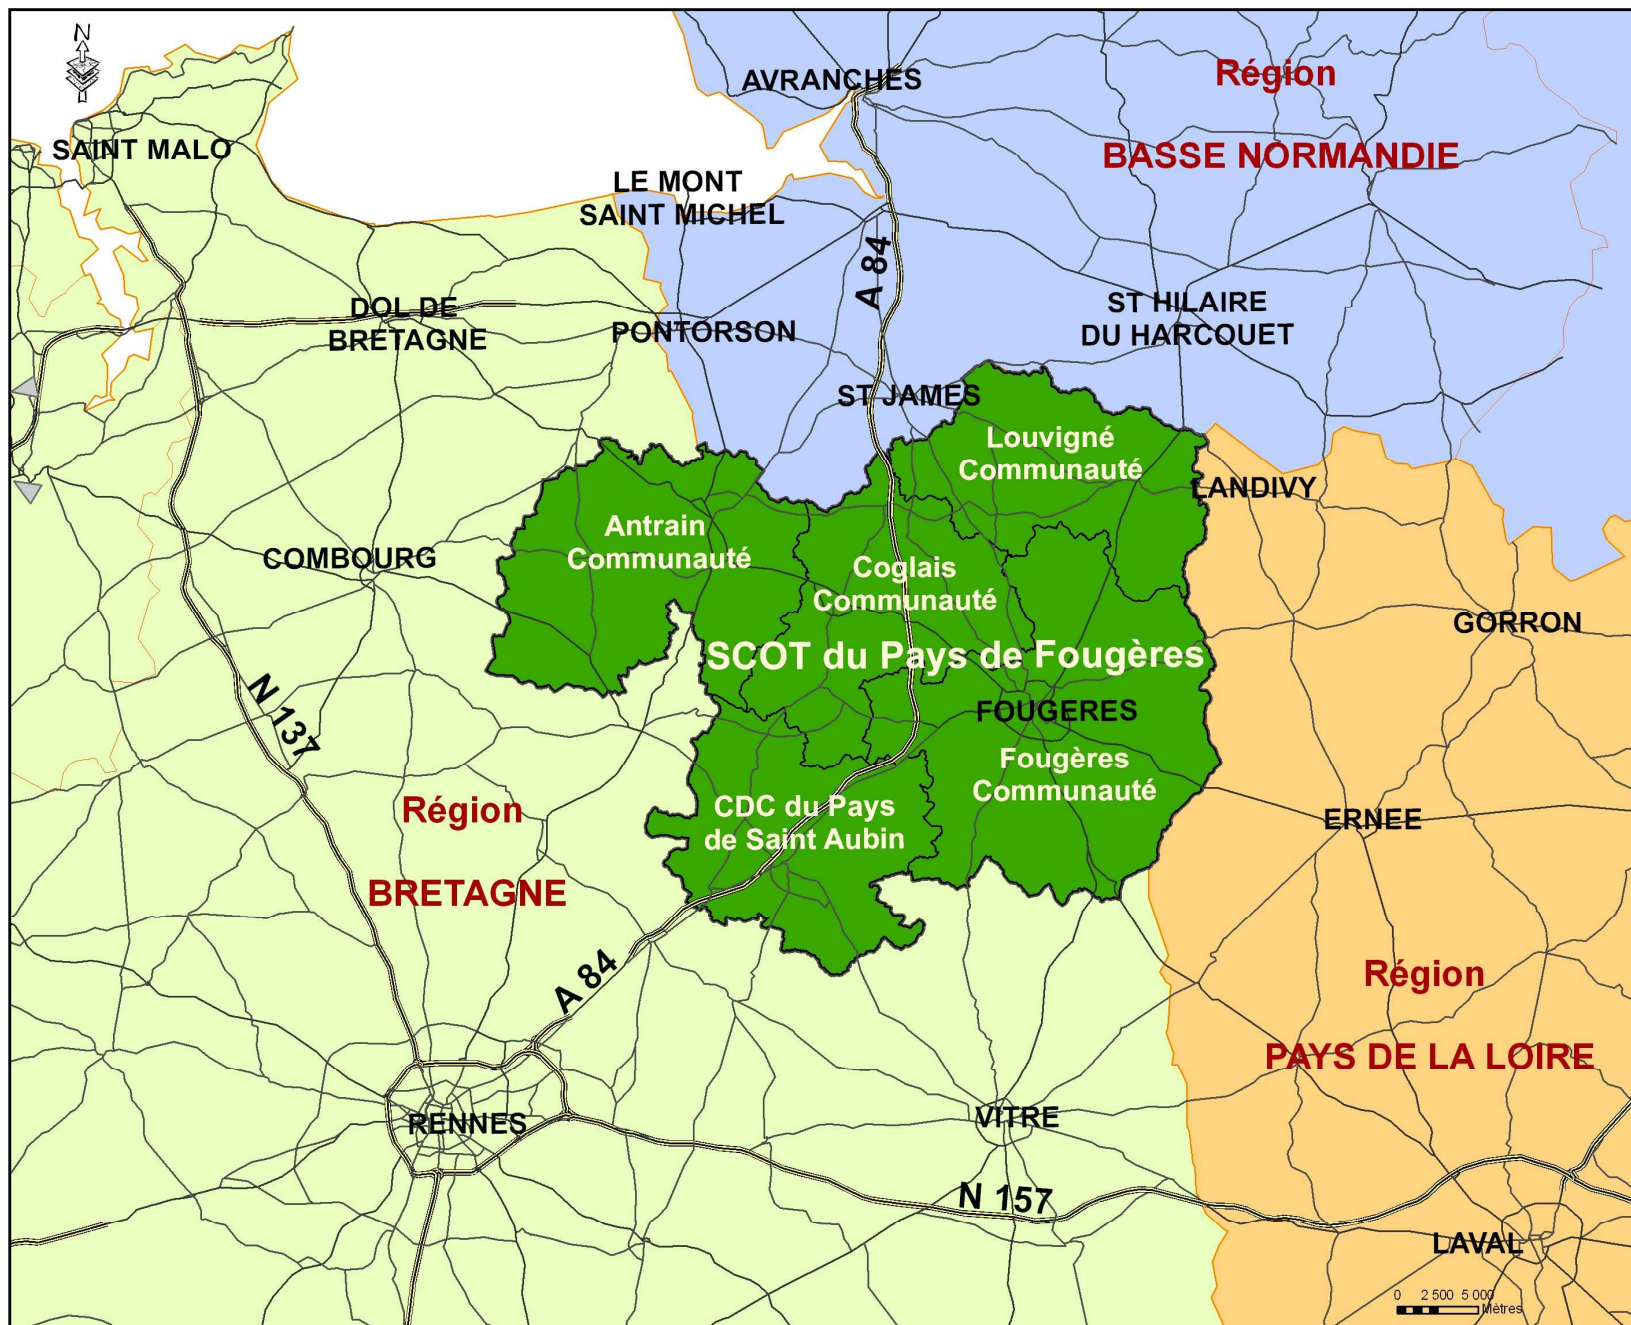 N
AVRANCHES
Région
BASSE NORMANDIE
SAINT MALO
LE MONT
SAINT MICHEL
A 84
DOL DE
BRETAGNE
PONTORSON
ST HILAIRE
DU HARCOUET
ST JAMES
Louvigné
Communauté
LANDIVY
Antrain
Communauté
COMBOURG
Coglais
Communauté
GORRON
SCOT du Pays de Fougères
N 137
FOUGERES
Fougères
Communauté
CDC du Pays
de Saint Aubin
Région
BRETAGNE
ERNEE
A 84
Région
PAYS DE LA LOIRE
RENNES
VITRE
N 157
LAVAL
0 2 500 5 000
Mètres